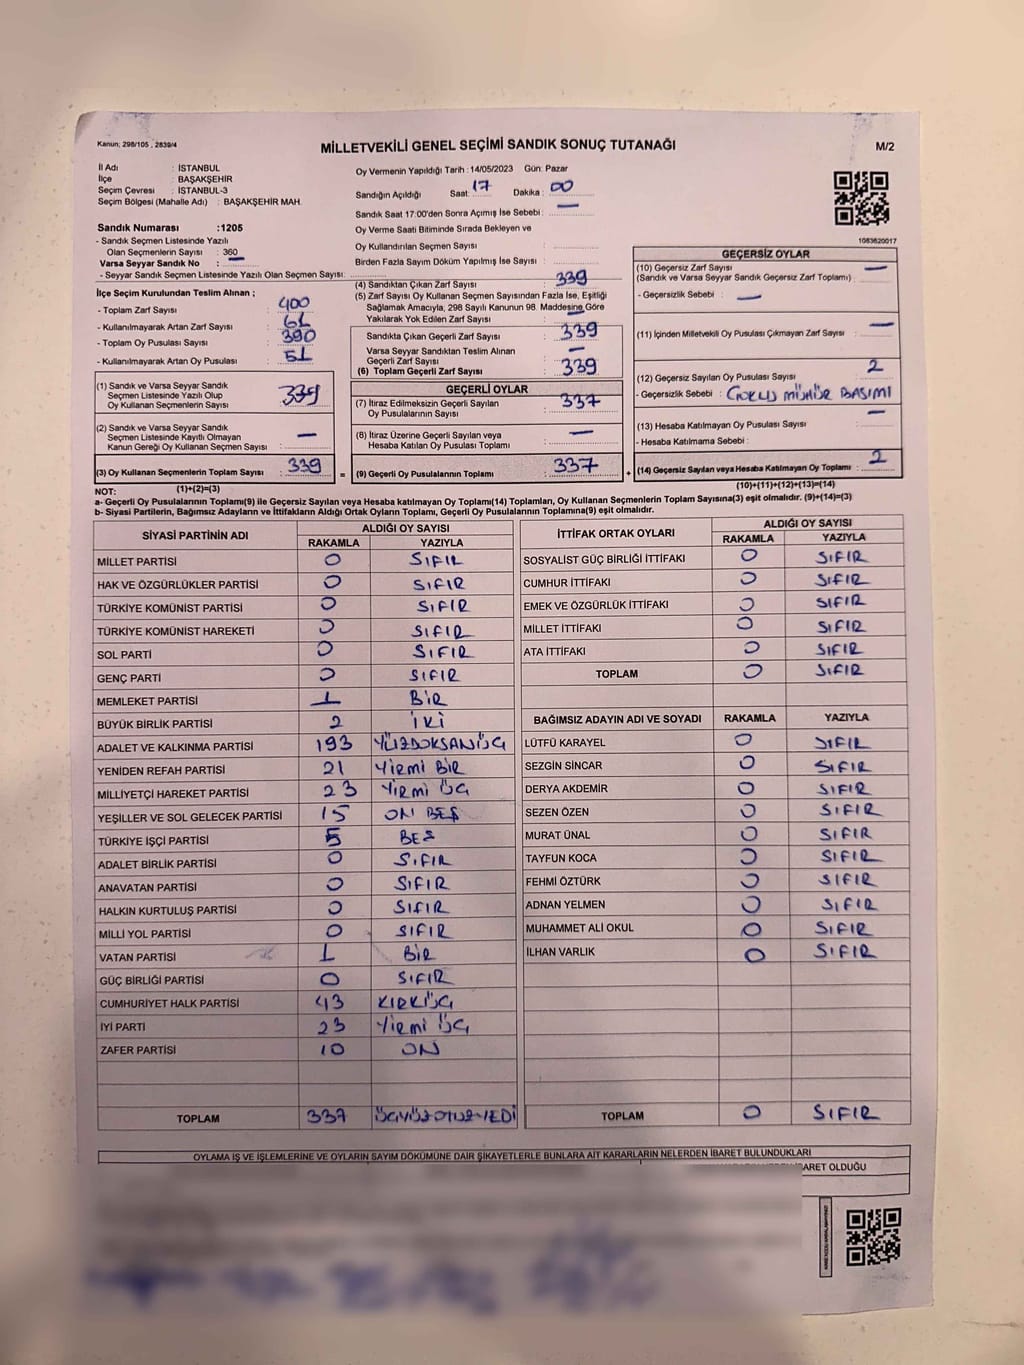 Kanun; 298/105 , 2839/4
MİLLETVEKİLİ GENEL SEÇİMİ SANDIK SONUÇ TUTANAĞI
M/2
İl Adı : İSTANBUL
İlçe : BAŞAKŞEHİR
Seçim Çevresi : İSTANBUL-3
Seçim Bölgesi (Mahalle Adı) : BAŞAKŞEHİR MAH.
Sandık Numarası :1205
- Sandık Seçmen Listesinde Yazılı
Olan Seçmenlerin Sayısı : 360
Varsa Seyyar Sandık No : —
- Seyyar Sandık Seçmen Listesinde Yazılı Olan Seçmen Sayısı:
Oy Vermenin Yapıldığı Tarih : 14/05/2023 Gün: Pazar
Sandığın Açıldığı Saat: 17 Dakika : 00
Sandık Saat 17:00'den Sonra Açımış İse Sebebi : —
Oy Verme Saati Bitiminde Sırada Bekleyen ve
Oy Kullandırılan Seçmen Sayısı :
Birden Fazla Sayım Döküm Yapılmış İse Sayısı :
1083620017
İlçe Seçim Kurulundan Teslim Alınan ;
- Toplam Zarf Sayısı : 400
- Kullanılmayarak Artan Zarf Sayısı : 61
- Toplam Oy Pusulası Sayısı : 390
- Kullanılmayarak Artan Oy Pusulası : 51
(1) Sandık ve Varsa Seyyar Sandık
Seçmen Listesinde Yazılı Olup
Oy Kullanan Seçmenlerin Sayısı : 339
(2) Sandık ve Varsa Seyyar Sandık
Seçmen Listesinde Kayıtlı Olmayan
Kanun Gereği Oy Kullanan Seçmen Sayısı : —
(3) Oy Kullanan Seçmenlerin Toplam Sayısı : 339
(1)+(2)=(3)
(4) Sandıktan Çıkan Zarf Sayısı : 339
(5) Zarf Sayısı Oy Kullanan Seçmen Sayısından Fazla İse, Eşitliği
Sağlamak Amacıyla, 298 Sayılı Kanunun 98. Maddesine Göre
Yakılarak Yok Edilen Zarf Sayısı : —
Sandıkta Çıkan Geçerli Zarf Sayısı : 339
Varsa Seyyar Sandıktan Teslim Alınan
Geçerli Zarf Sayısı : —
(6) Toplam Geçerli Zarf Sayısı : 339
GEÇERLİ OYLAR
(7) İtiraz Edilmeksizin Geçerli Sayılan
Oy Pusulalarının Sayısı : 337
(8) İtiraz Üzerine Geçerli Sayılan veya
Hesaba Katılan Oy Pusulası Toplamı : —
= (9) Geçerli Oy Pusulalarının Toplamı : 337 +
GEÇERSİZ OYLAR
(10) Geçersiz Zarf Sayısı : —
(Sandık ve Varsa Seyyar Sandık Geçersiz Zarf Toplamı)
- Geçersizlik Sebebi : —
(11) İçinden Milletvekili Oy Pusulası Çıkmayan Zarf Sayısı : —
(12) Geçersiz Sayılan Oy Pusulası Sayısı : 2
- Geçersizlik Sebebi : ÇOKLU MÜHÜR BASIMI
(13) Hesaba Katılmayan Oy Pusulası Sayısı : —
- Hesaba Katılmama Sebebi :
(14) Geçersiz Sayılan veya Hesaba Katılmayan Oy Toplamı : 2
(10)+(11)+(12)+(13)=(14)
NOT:
a- Geçerli Oy Pusulalarının Toplamı(9) ile Geçersiz Sayılan veya Hesaba katılmayan Oy Toplamı(14) Toplamları, Oy Kullanan Seçmenlerin Toplam Sayısına(3) eşit olmalıdır. (9)+(14)=(3)
b- Siyasi Partilerin, Bağımsız Adayların ve İttifakların Aldığı Ortak Oyların Toplamı, Geçerli Oy Pusulalarının Toplamına(9) eşit olmalıdır.
SİYASİ PARTİNİN ADI ALDIĞI OY SAYISI
RAKAMLA YAZIYLA
MİLLET PARTİSİ 0 SIFIR
HAK VE ÖZGÜRLÜKLER PARTİSİ 0 SIFIR
TÜRKİYE KOMÜNİST PARTİSİ 0 SIFIR
TÜRKİYE KOMÜNİST HAREKETİ 0 SIFIR
SOL PARTİ 0 SIFIR
GENÇ PARTİ 0 SIFIR
MEMLEKET PARTİSİ 1 BİR
BÜYÜK BİRLİK PARTİSİ 2 İKİ
ADALET VE KALKINMA PARTİSİ 193 YÜZDOKSANÜÇ
YENİDEN REFAH PARTİSİ 21 YİRMİ BİR
MİLLİYETÇİ HAREKET PARTİSİ 23 YİRMİ ÜÇ
YEŞİLLER VE SOL GELECEK PARTİSİ 15 ON BEŞ
TÜRKİYE İŞÇİ PARTİSİ 5 BEŞ
ADALET BİRLİK PARTİSİ 0 SIFIR
ANAVATAN PARTİSİ 0 SIFIR
HALKIN KURTULUŞ PARTİSİ 0 SIFIR
MİLLİ YOL PARTİSİ 0 SIFIR
VATAN PARTİSİ 1 BİR
GÜÇ BİRLİĞİ PARTİSİ 0 SIFIR
CUMHURİYET HALK PARTİSİ 43 KIRKÜÇ
İYİ PARTİ 23 YİRMİ ÜÇ
ZAFER PARTİSİ 10 ON
TOPLAM 337 ÜÇYÜZOTUZYEDİ
İTTİFAK ORTAK OYLARI ALDIĞI OY SAYISI
RAKAMLA YAZIYLA
SOSYALİST GÜÇ BİRLİĞİ İTTİFAKI 0 SIFIR
CUMHUR İTTİFAKI 0 SIFIR
EMEK VE ÖZGÜRLÜK İTTİFAKI 0 SIFIR
MİLLET İTTİFAKI 0 SIFIR
ATA İTTİFAKI 0 SIFIR
TOPLAM 0 SIFIR
BAĞIMSIZ ADAYIN ADI VE SOYADI RAKAMLA YAZIYLA
LÜTFÜ KARAYEL 0 SIFIR
SEZGİN SİNCAR 0 SIFIR
DERYA AKDEMİR 0 SIFIR
SEZEN ÖZEN 0 SIFIR
MURAT ÜNAL 0 SIFIR
TAYFUN KOCA 0 SIFIR
FEHMİ ÖZTÜRK 0 SIFIR
ADNAN YELMEN 0 SIFIR
MUHAMMET ALİ OKUL 0 SIFIR
İLHAN VARLIK 0 SIFIR
TOPLAM 0 SIFIR
OYLAMA İŞ VE İŞLEMLERİNE VE OYLARIN SAYIM DÖKÜMÜNE DAİR ŞİKAYETLERLE BUNLARA AİT KARARLARIN NELERDEN İBARET BULUNDUKLARI
İBARET OLDUĞU